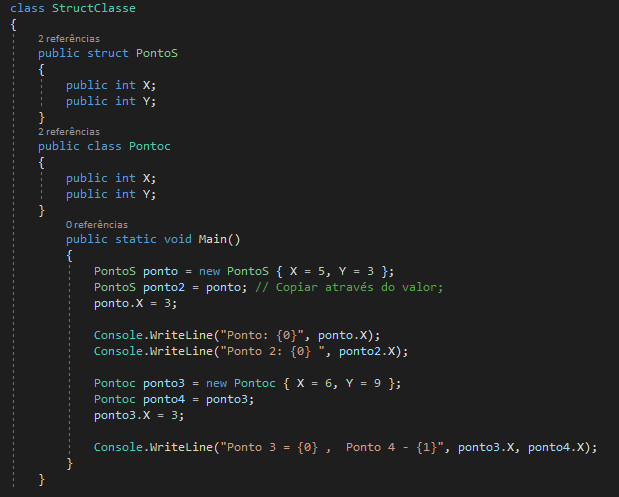 class StructClasse
{
2 referências
public struct PontoS
{
public int X;
public int Y;
}
2 referências
public class Pontoc
{
public int X;
public int Y;
}
0 referências
public static void Main()
{
PontoS ponto = new PontoS { X = 5, Y = 3 };
PontoS ponto2 = ponto; // Copiar através do valor;
ponto.X = 3;
Console.WriteLine("Ponto: {0}", ponto.X);
Console.WriteLine("Ponto 2: {0} ", ponto2.X);
Pontoc ponto3 = new Pontoc { X = 6, Y = 9 };
Pontoc ponto4 = ponto3;
ponto3.X = 3;
Console.WriteLine("Ponto 3 = {0} ,  Ponto 4 - {1}", ponto3.X, ponto4.X);
}
}